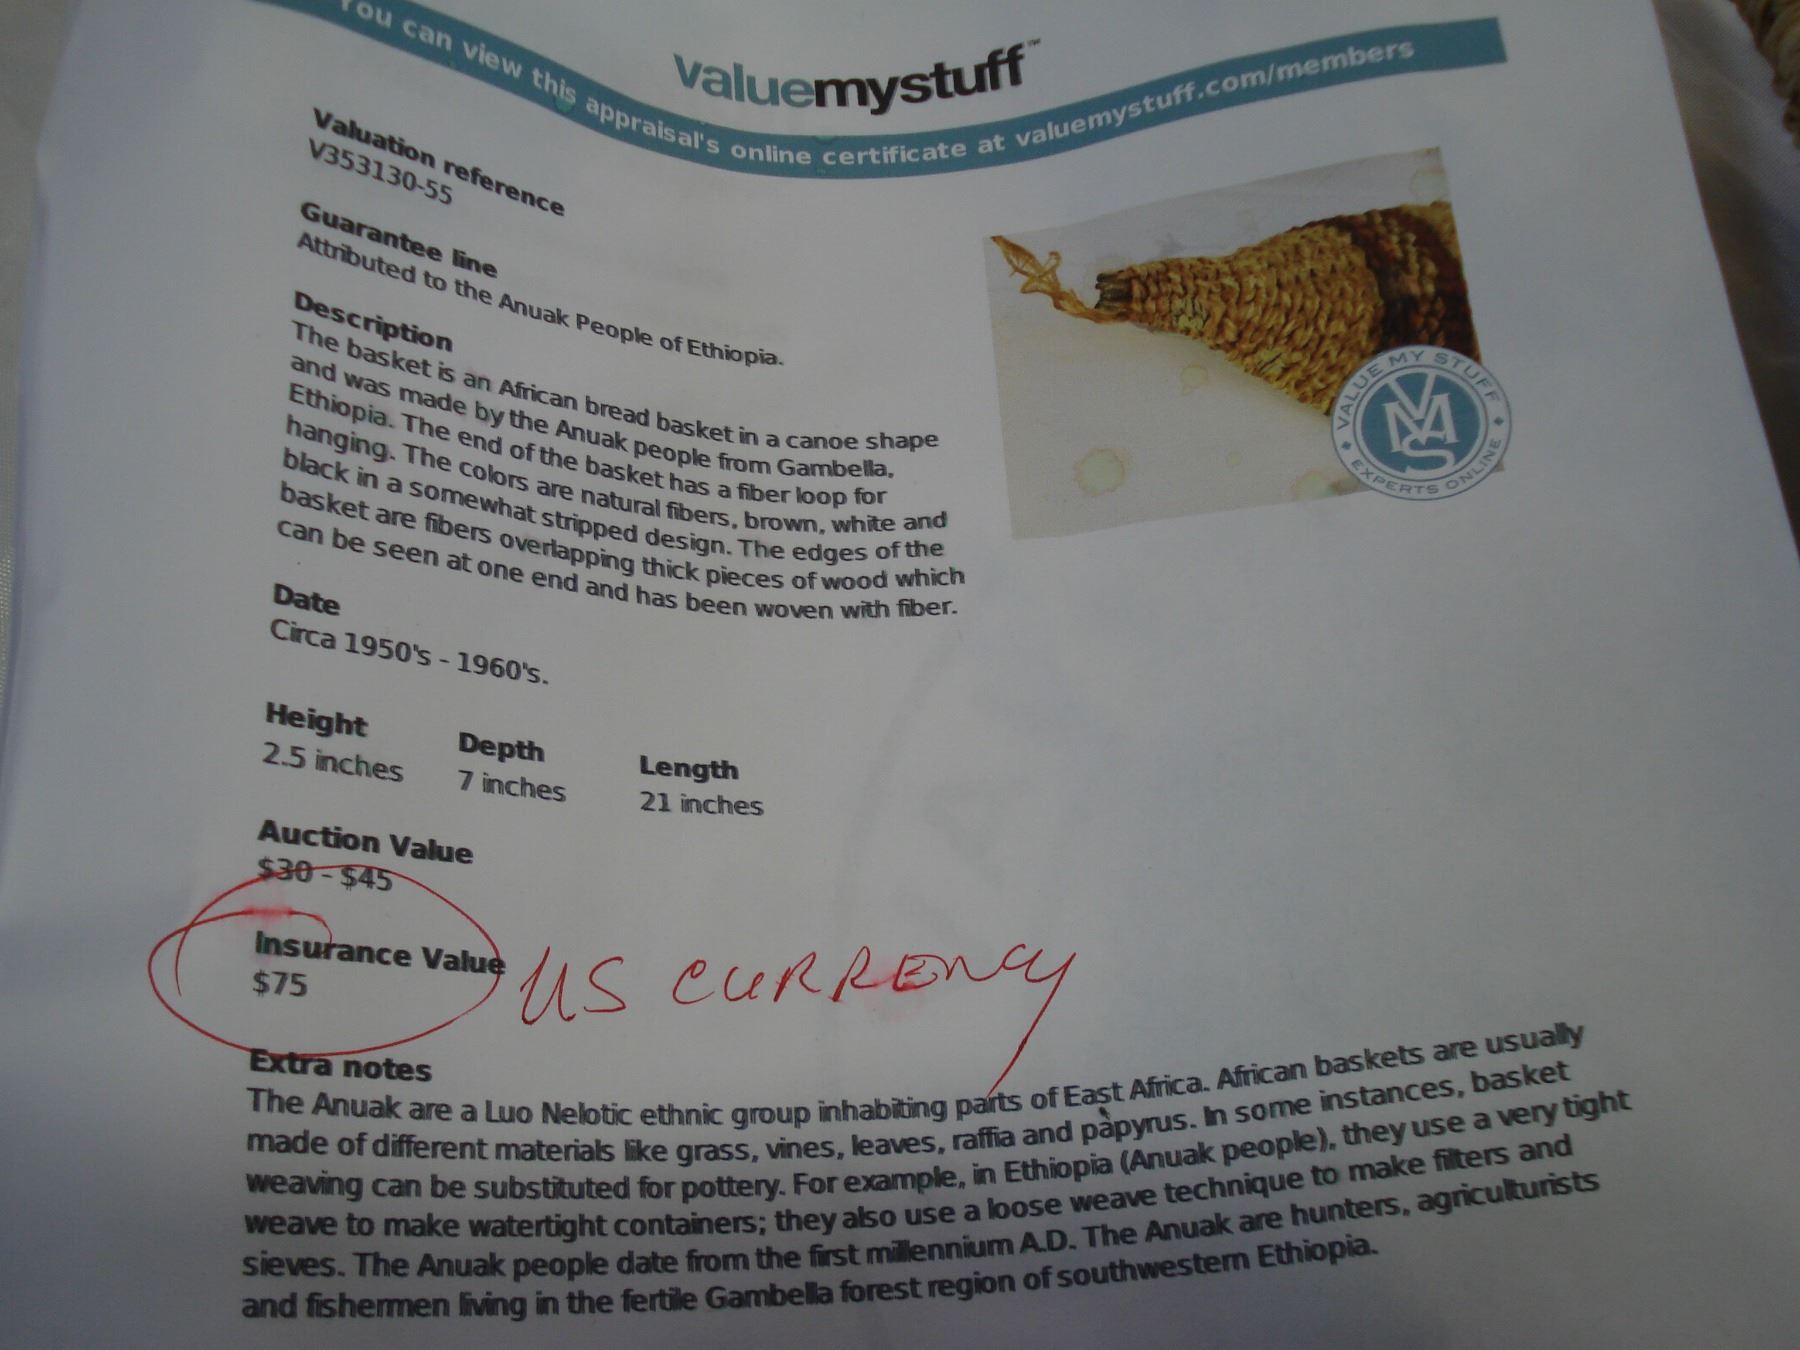 You can view this appraisal's online certificate at valuemystuff.com/members
valuemystuff™
Valuation reference
V353130-55
Guarantee line
Attributed to the Anuak People of Ethiopia.
Description
The basket is an African bread basket in a canoe shape
and was made by the Anuak people from Gambella,
Ethiopia. The end of the basket has a fiber loop for
hanging. The colors are natural fibers, brown, white and
black in a somewhat stripped design. The edges of the
basket are fibers overlapping thick pieces of wood which
can be seen at one end and has been woven with fiber.
VALUE MY STUFF
VMS
EXPERTS ONLINE
Date
Circa 1950's - 1960's.
Height Depth Length
2.5 inches 7 inches 21 inches
Auction Value
$30 - $45
Insurance Value
$75
US CURRENCY
Extra notes
The Anuak are a Luo Nelotic ethnic group inhabiting parts of East Africa. African baskets are usually
made of different materials like grass, vines, leaves, raffia and papyrus. In some instances, basket
weaving can be substituted for pottery. For example, in Ethiopia (Anuak people), they use a very tight
weave to make watertight containers; they also use a loose weave technique to make filters and
sieves. The Anuak people date from the first millennium A.D. The Anuak are hunters, agriculturists
and fishermen living in the fertile Gambella forest region of southwestern Ethiopia.